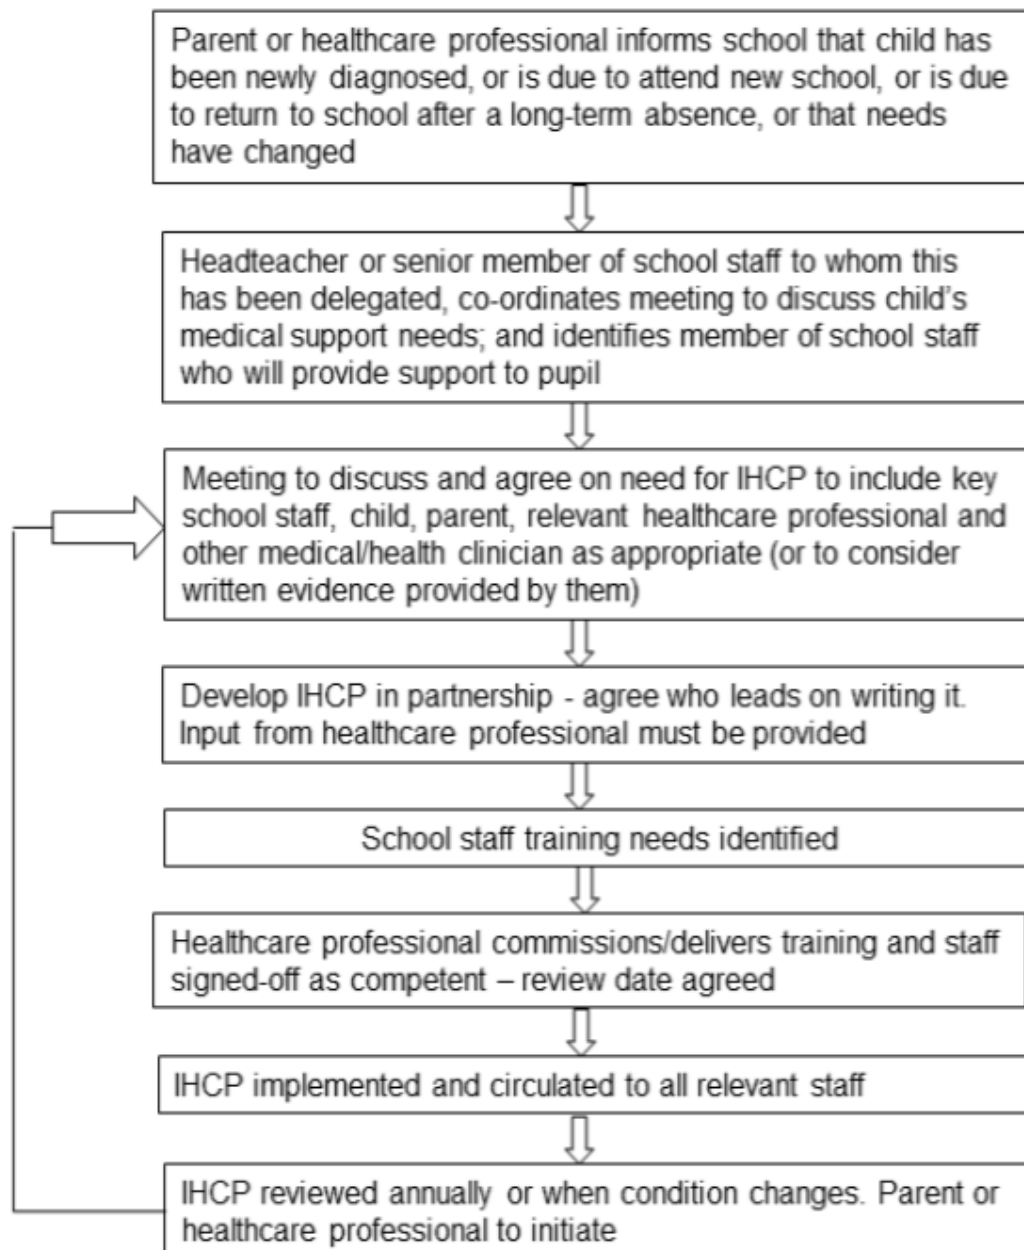 Parent or healthcare professional informs school that child has
been newly diagnosed, or is due to attend new school, or is due
to return to school after a long-term absence, or that needs
have changed
Headteacher or senior member of school staff to whom this
has been delegated, co-ordinates meeting to discuss child's
medical support needs; and identifies member of school staff
who will provide support to pupil
Meeting to discuss and agree on need for IHCP to include key
school staff, child, parent, relevant healthcare professional and
other medical/health clinician as appropriate (or to consider
written evidence provided by them)
Develop IHCP in partnership - agree who leads on writing it.
Input from healthcare professional must be provided
School staff training needs identified
Healthcare professional commissions/delivers training and staff
signed-off as competent – review date agreed
IHCP implemented and circulated to all relevant staff
IHCP reviewed annually or when condition changes. Parent or
healthcare professional to initiate